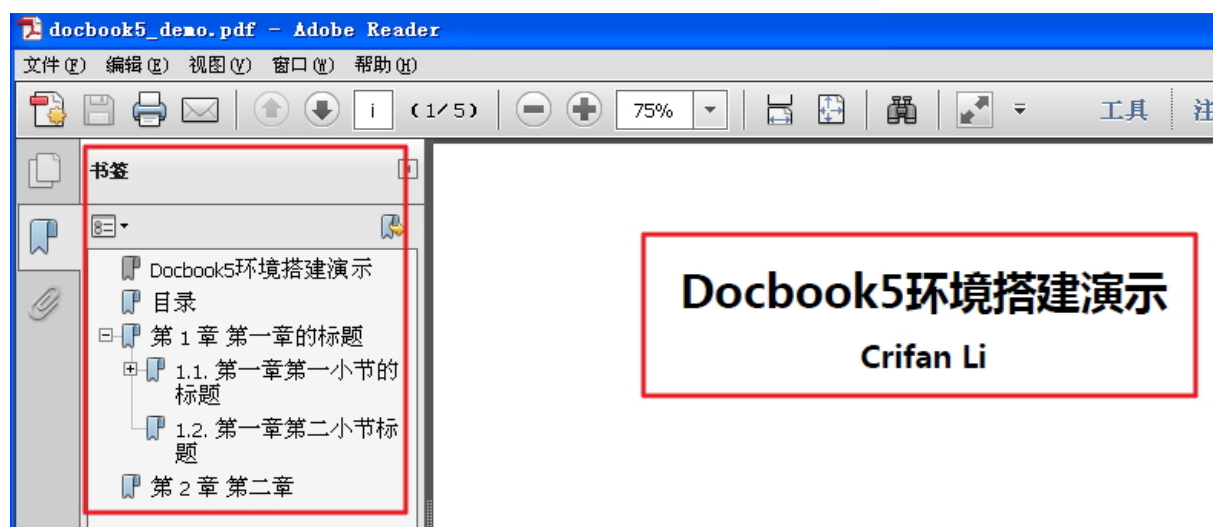 docbook5_demo.pdf - Adobe Reader
文件(F) 编辑(E) 视图(V) 窗口(W) 帮助(H)
i (1/5) 75% 工具 注
书签
Docbook5环境搭建演示
目录
第 1 章 第一章的标题
1.1. 第一章第一小节的
标题
1.2. 第一章第二小节标
题
第 2 章 第二章
Docbook5环境搭建演示
Crifan Li